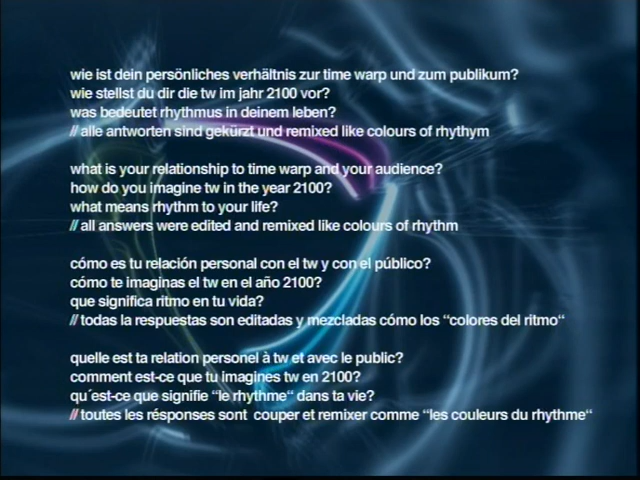 wie ist dein persönliches verhältnis zur time warp und zum publikum?
wie stellst du dir die tw im jahr 2100 vor?
was bedeutet rhythmus in deinem leben?
// alle antworten sind gekürzt und remixed like colours of rhythym
what is your relationship to time warp and your audience?
how do you imagine tw in the year 2100?
what means rhythm to your life?
// all answers were edited and remixed like colours of rhythm
cómo es tu relación personal con el tw y con el público?
cómo te imaginas el tw en el año 2100?
que significa ritmo en tu vida?
// todas la respuestas son editadas y mezcladas cómo los “colores del ritmo“
quelle est ta relation personel à tw et avec le public?
comment est-ce que tu imagines tw en 2100?
qu´est-ce que signifie “le rhythme“ dans ta vie?
// toutes les résponses sont  couper et remixer comme “les couleurs du rhythme“